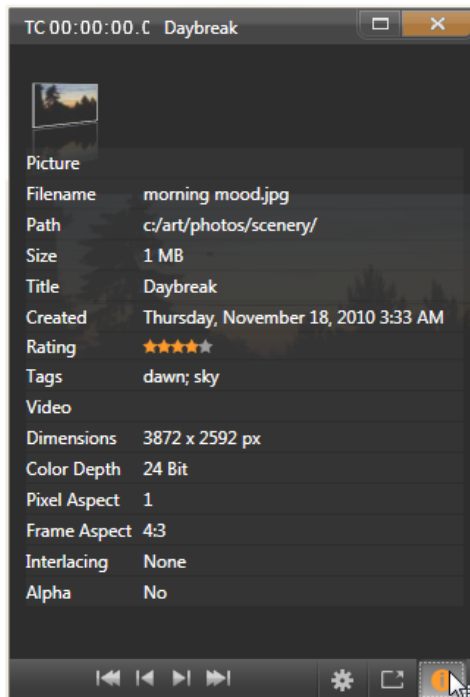 TC 00:00:00.0 Daybreak
Picture
Filename morning mood.jpg
Path c:/art/photos/scenery/
Size 1 MB
Title Daybreak
Created Thursday, November 18, 2010 3:33 AM
Rating
Tags dawn; sky
Video
Dimensions 3872 x 2592 px
Color Depth 24 Bit
Pixel Aspect 1
Frame Aspect 4:3
Interlacing None
Alpha No